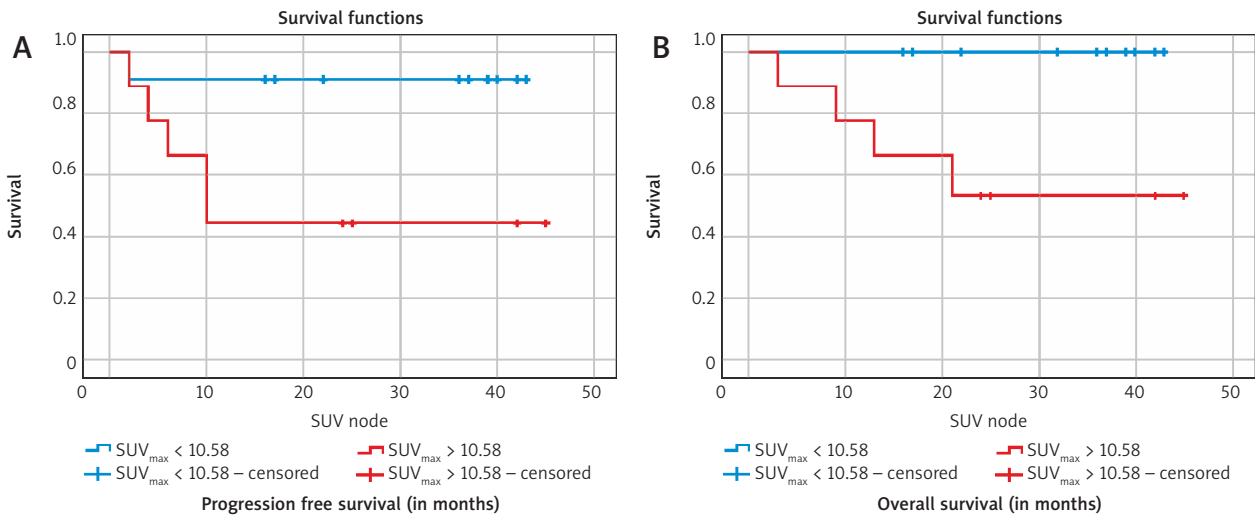 A
Survival functions
Survival
1.0
0.8
0.6
0.4
0.2
0
0 10 20 30 40 50
SUV node
SUVmax < 10.58
SUVmax > 10.58
SUVmax < 10.58 – censored
SUVmax > 10.58 – censored
Progression free survival (in months)
B
Survival functions
Survival
1.0
0.8
0.6
0.4
0.2
0
0 10 20 30 40 50
SUV node
SUVmax < 10.58
SUVmax > 10.58
SUVmax < 10.58 – censored
SUVmax > 10.58 – censored
Overall survival (in months)